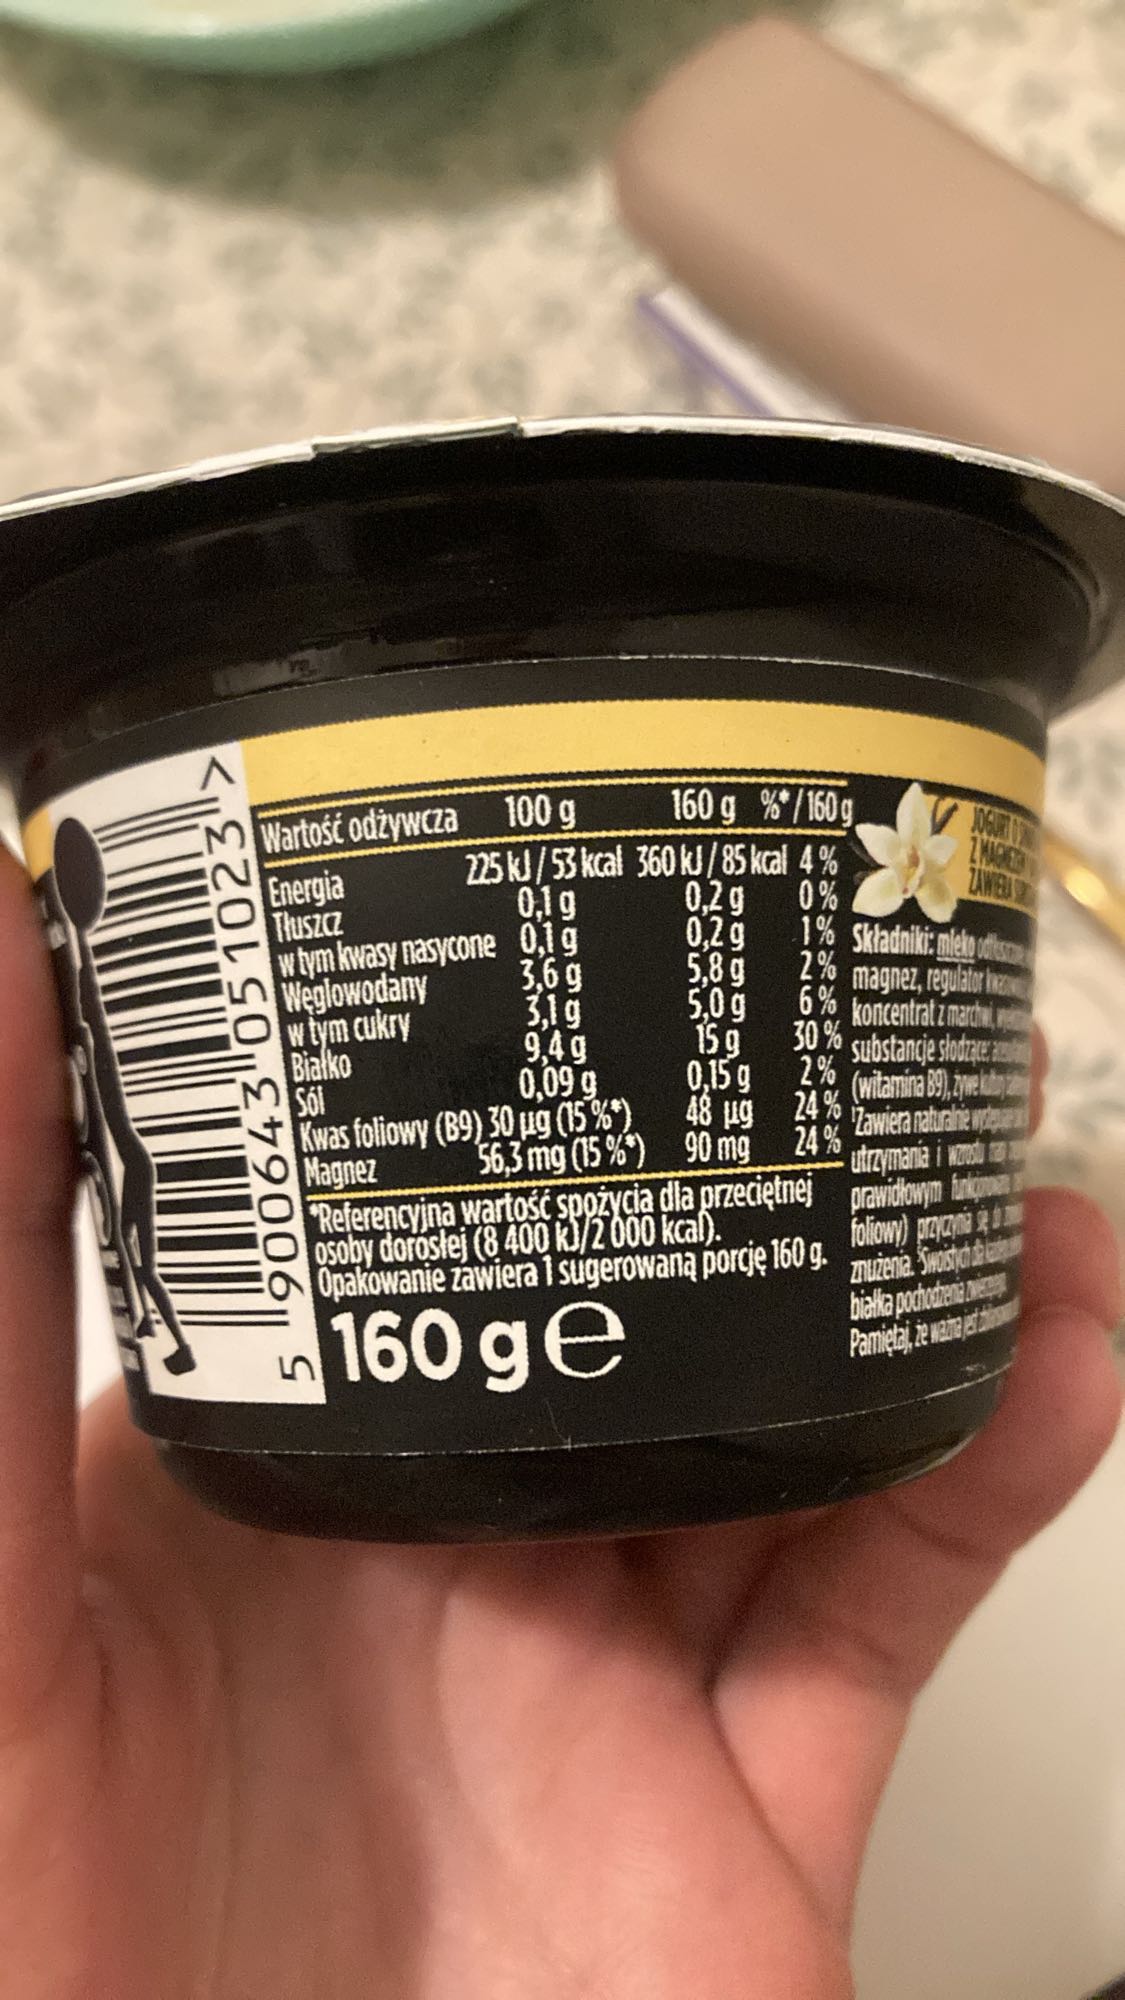 Wartość odżywcza 100 g 160 g %*/160 g
Energia 225 kJ / 53 kcal 360 kJ / 85 kcal 4 %
Tłuszcz 0,1 g 0,2 g 0 %
w tym kwasy nasycone 0,1 g 0,2 g 1 %
Węglowodany 3,6 g 5,8 g 2 %
w tym cukry 3,1 g 5,0 g 6 %
Białko 9,4 g 15 g 30 %
Sól 0,09 g 0,15 g 2 %
Kwas foliowy (B9) 30 µg (15 %*) 48 µg 24 %
Magnez 56,3 mg (15 %*) 90 mg 24 %
*Referencyjna wartość spożycia dla przeciętnej
osoby dorosłej (8 400 kJ/2 000 kcal).
Opakowanie zawiera 1 sugerowaną porcję 160 g.
160 g e
5 900643 051023 >
JOGURT O
Z MAGNEZEM
ZAWIERA
Składniki: mleko
magnez, regulator
koncentrat z marchwi,
substancje słodzące:
(witamina B9), żywe kultury
Zawiera naturalnie
utrzymania i wzrostu
prawidłowym
foliowy) przyczynia się do
znużenia.
białka pochodzenia
Pamiętaj, że ważna jest